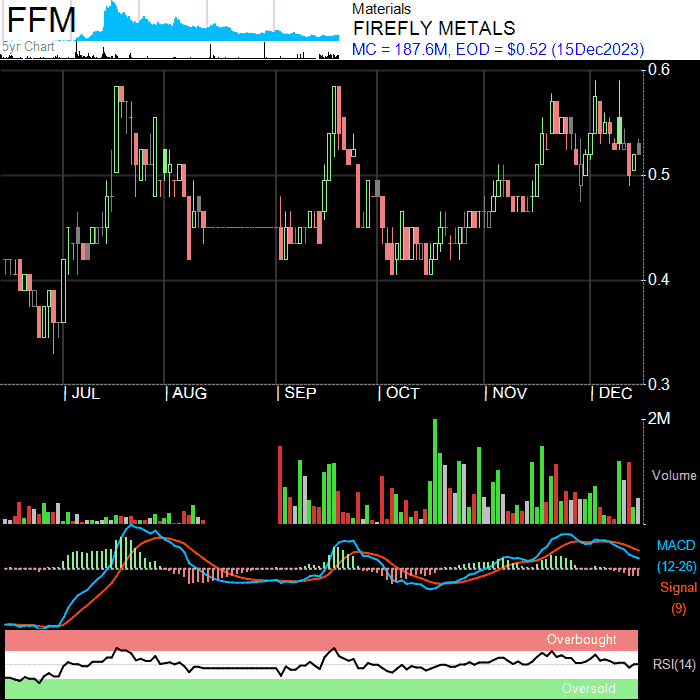 FFM
5yr Chart
Materials
FIREFLY METALS
MC = 187.6M, EOD = $0.52 (15Dec2023)
0.6
0.5
0.4
0.3
JUL
AUG
SEP
OCT
NOV
DEC
2M
Volume
MACD
(12-26)
Signal
(9)
Overbought
RSI(14)
Oversold